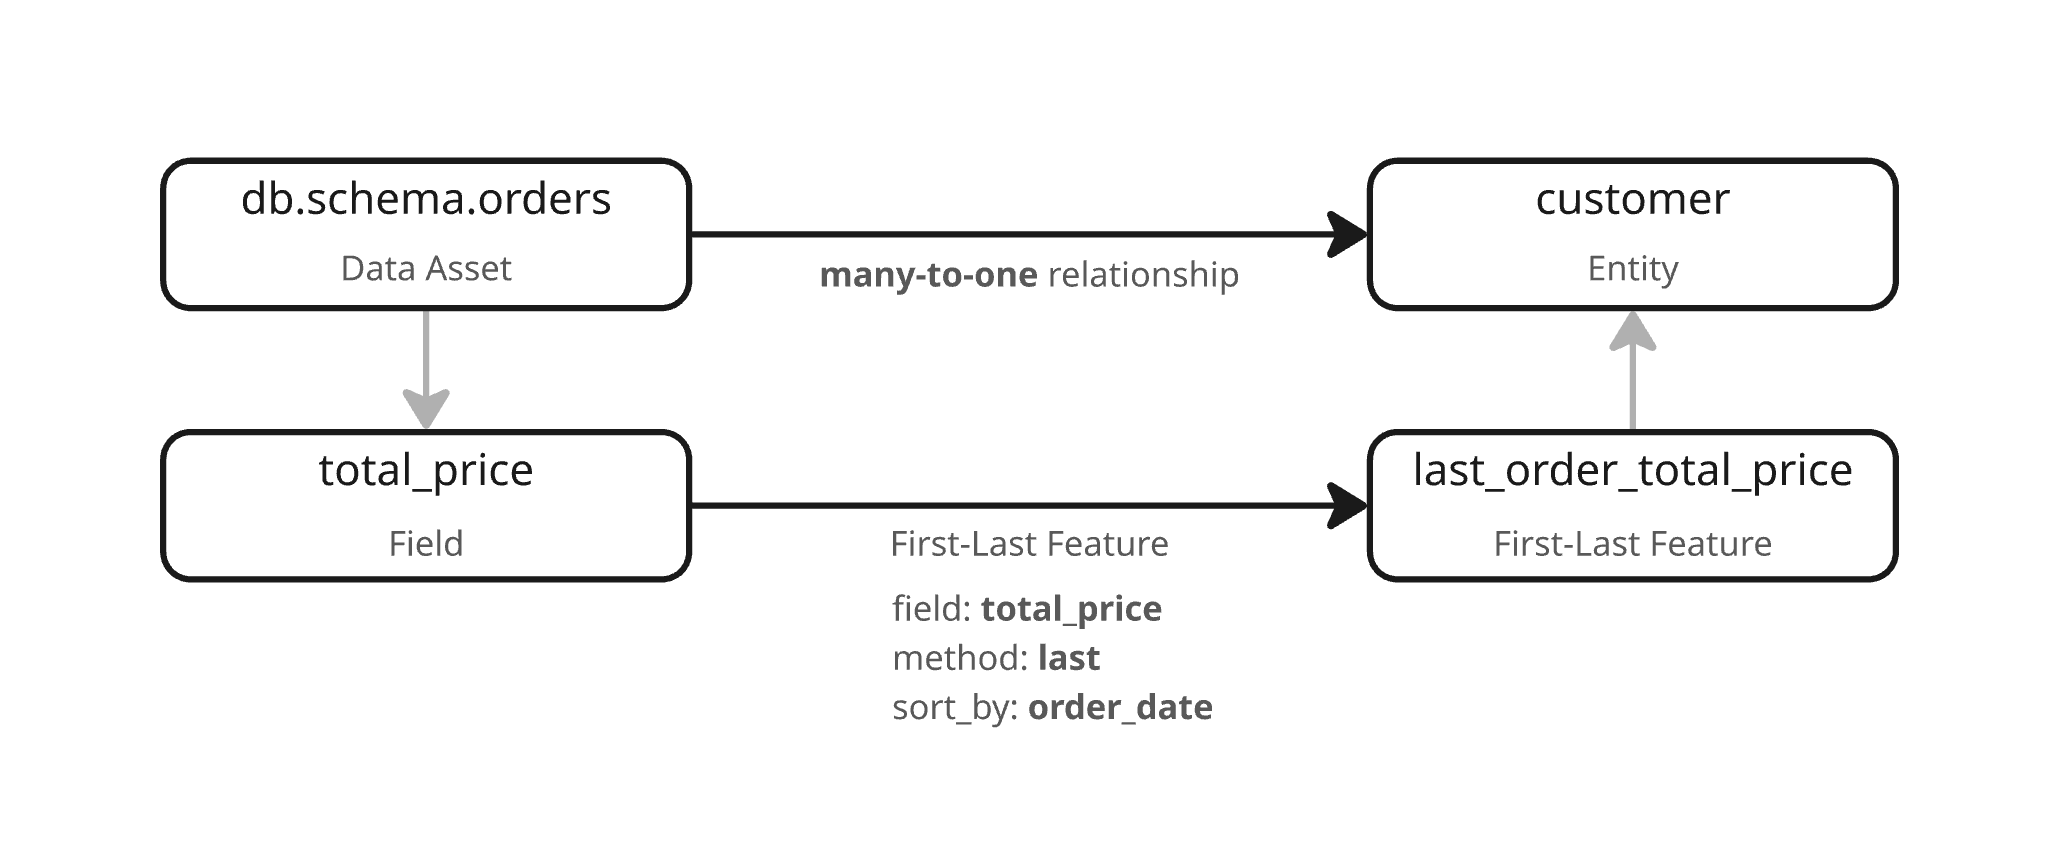 db.schema.orders
Data Asset
many-to-one relationship
customer
Entity
total_price
Field
First-Last Feature
field: total_price
method: last
sort_by: order_date
last_order_total_price
First-Last Feature